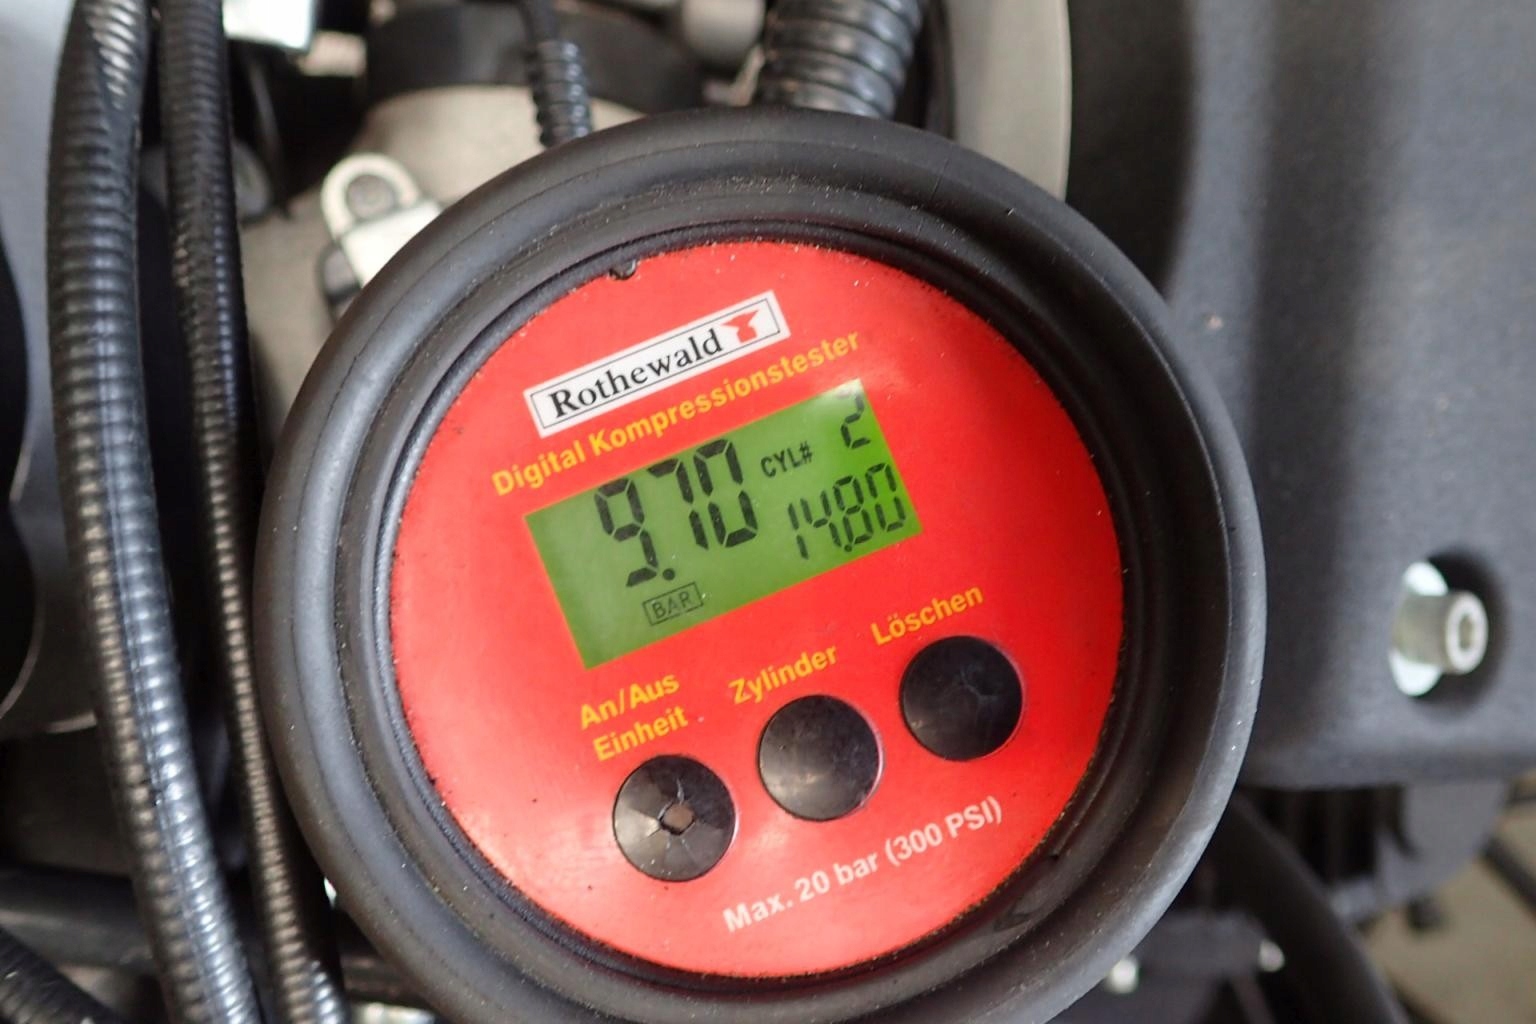 Rothewald
Digital Kompressionstester
9.70 CYL# 2
14.80
BAR
An/Aus
Einheit
Zylinder
Löschen
Max. 20 bar (300 PSI)